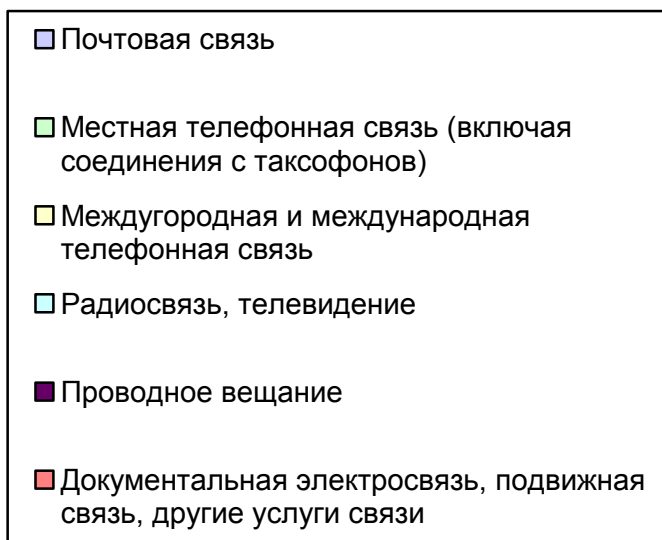 Почтовая связь
Местная телефонная связь (включая
соединения с таксофонов)
Междугородная и международная
телефонная связь
Радиосвязь, телевидение
Проводное вещание
Документальная электросвязь, подвижная
связь, другие услуги связи